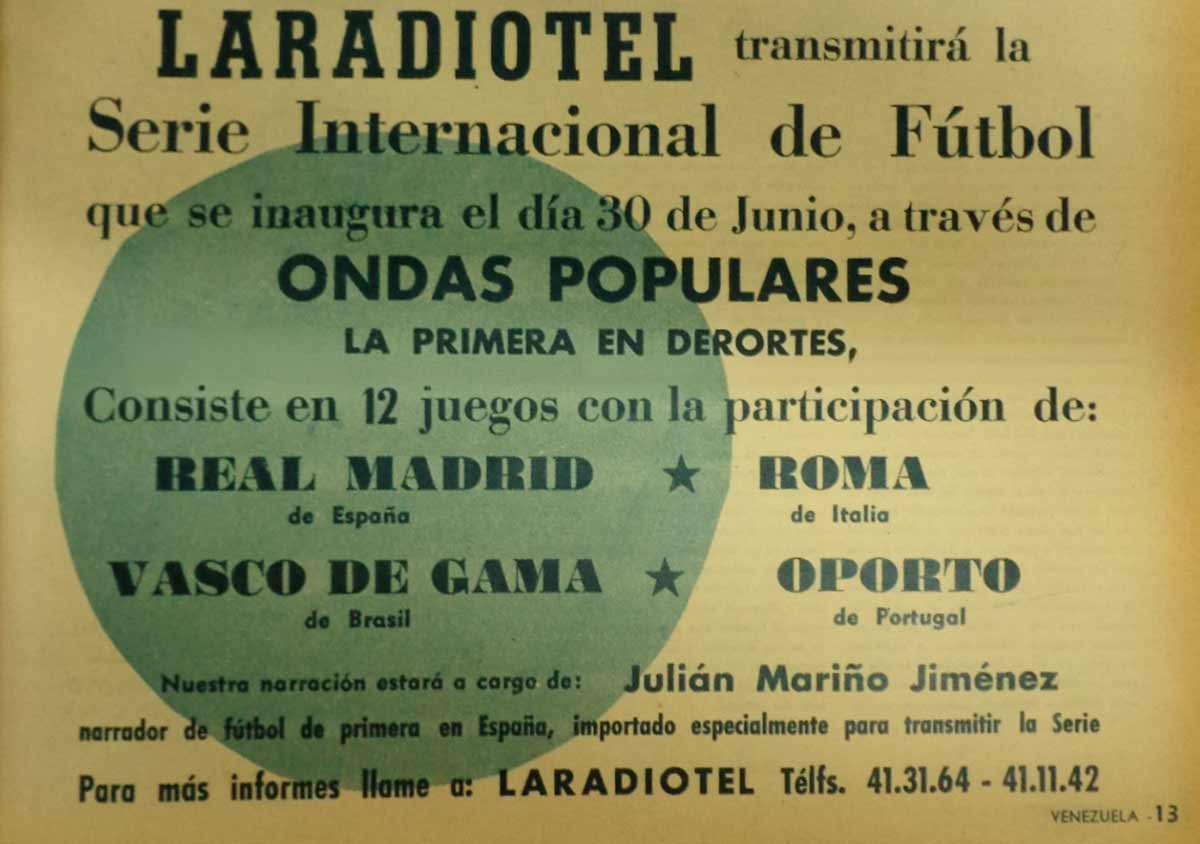 LARADIOTEL transmitirá la
Serie Internacional de Fútbol
que se inaugura el día 30 de Junio, a través de
ONDAS POPULARES
LA PRIMERA EN DERORTES,
Consiste en 12 juegos con la participación de:
REAL MADRID ★ ROMA
de España de Italia
VASCO DE GAMA ★ OPORTO
de Brasil de Portugal
Nuestra narración estará a cargo de: Julián Mariño Jiménez
narrador de fútbol de primera en España, importado especialmente para transmitir la Serie
Para más informes llame a: LARADIOTEL Télfs. 41.31.64 - 41.11.42
VENEZUELA - 13